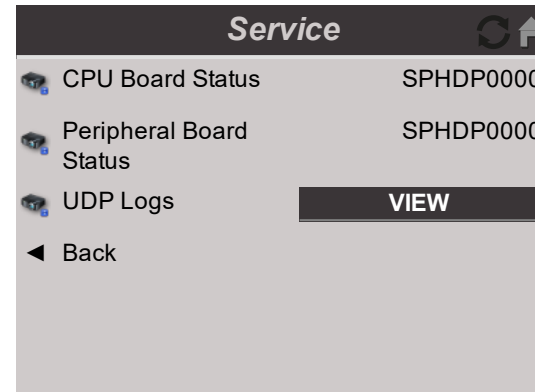 Service
CPU Board Status SPHDP0000
Peripheral Board SPHDP0000
Status
UDP Logs VIEW
◄ Back